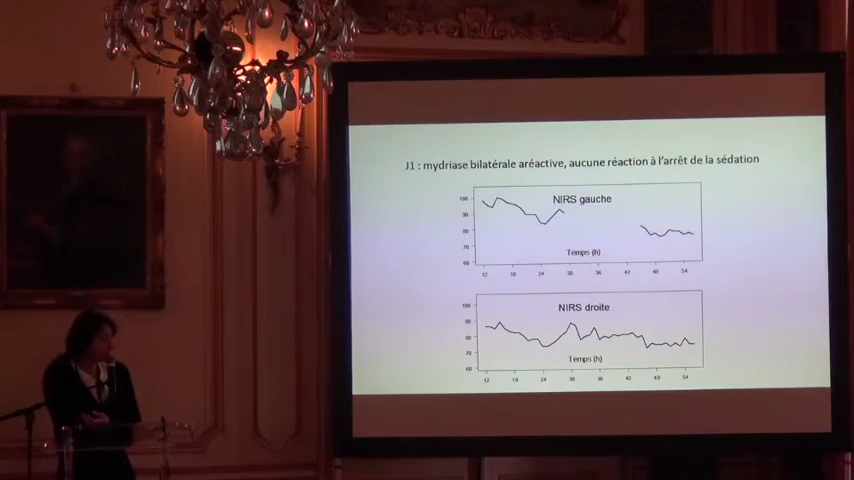 J1 : mydriase bilatérale aréactive, aucune réaction à l'arrêt de la sédation
NIRS gauche
100
90
80
70
60
Temps (h)
12 18 24 30 36 42 48 54
NIRS droite
100
90
80
70
60
Temps (h)
12 18 24 30 36 42 48 54